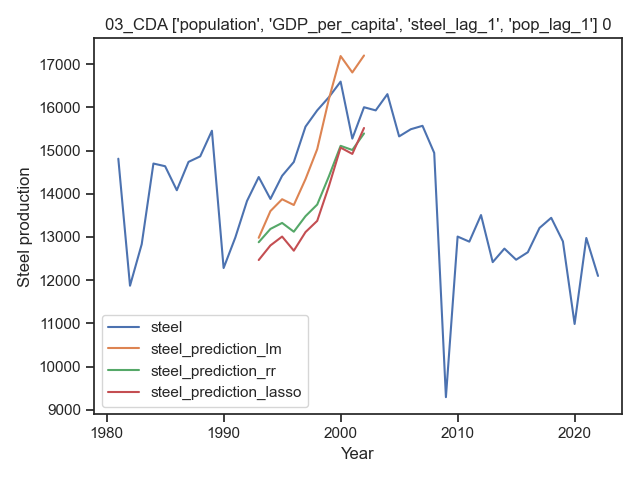 03_CDA ['population', 'GDP_per_capita', 'steel_lag_1', 'pop_lag_1'] 0
17000
16000
15000
14000
13000
12000
11000
10000
9000
Steel production
steel
steel_prediction_lm
steel_prediction_rr
steel_prediction_lasso
1980
1990
2000
2010
2020
Year